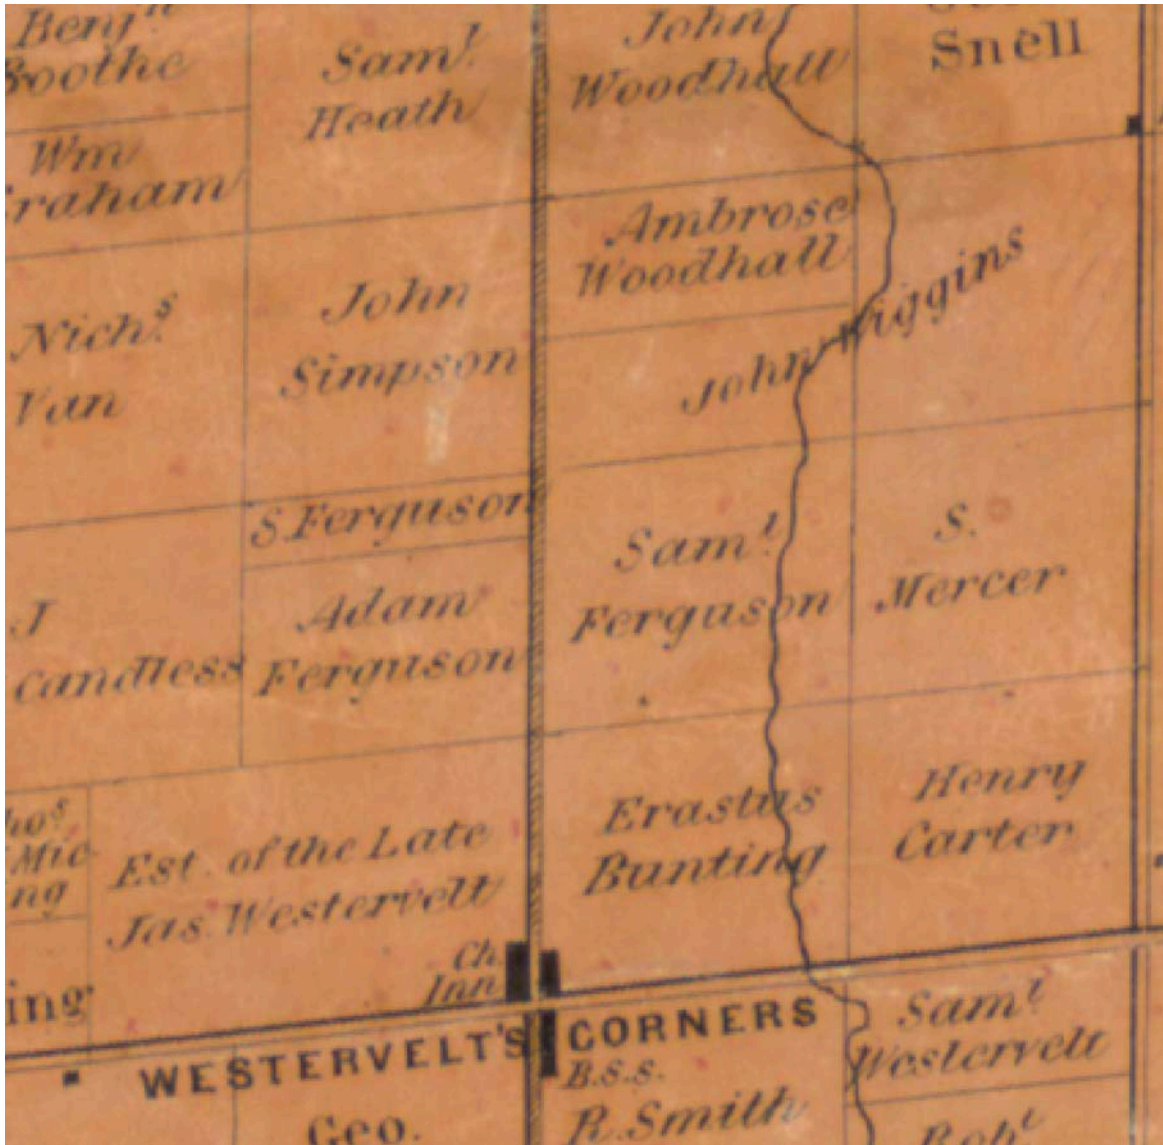 Benjn
Boothe
Saml.
Heath
John
Woodhall
Snell
Wm
Graham
Ambrose
Woodhall
Nichs.
Van
John
Simpson
John Wiggins
S. Ferguson
Saml.
Ferguson
S.
Mercer
J
Candless
Adam
Ferguson
Erastus
Bunting
Henry
Carter
Est. of the Late
Jas. Westervelt
Ch
Inn
WESTERVELT'S CORNERS
Saml.
Westervelt
B.S.S.
R. Smith
Geo.
Robt